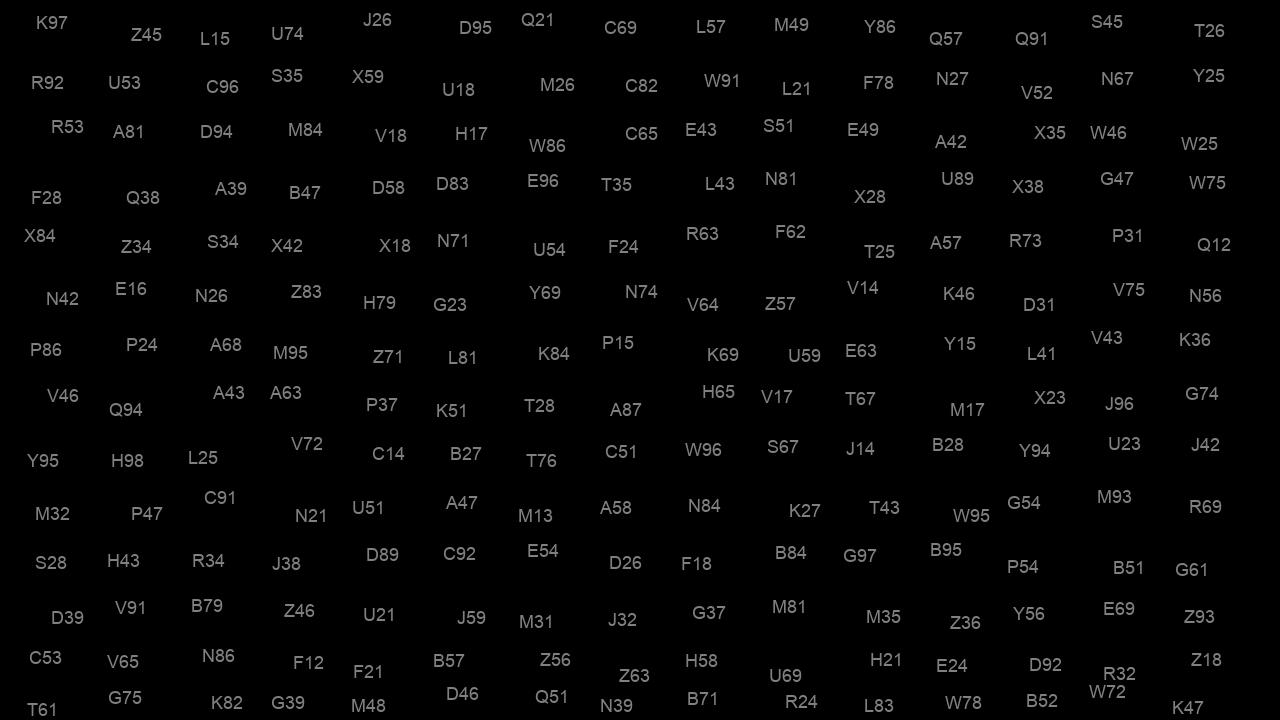 K97 Z45 L15 U74 J26 D95 Q21 C69 L57 M49 Y86 Q57 Q91 S45 T26
R92 U53 C96 S35 X59 U18 M26 C82 W91 L21 F78 N27 V52 N67 Y25
R53 A81 D94 M84 V18 H17 W86 C65 E43 S51 E49 A42 X35 W46 W25
F28 Q38 A39 B47 D58 D83 E96 T35 L43 N81 X28 U89 X38 G47 W75
X84 Z34 S34 X42 X18 N71 U54 F24 R63 F62 T25 A57 R73 P31 Q12
N42 E16 N26 Z83 H79 G23 Y69 N74 V64 Z57 V14 K46 D31 V75 N56
P86 P24 A68 M95 Z71 L81 K84 P15 K69 U59 E63 Y15 L41 V43 K36
V46 Q94 A43 A63 P37 K51 T28 A87 H65 V17 T67 M17 X23 J96 G74
Y95 H98 L25 V72 C14 B27 T76 C51 W96 S67 J14 B28 Y94 U23 J42
M32 P47 C91 N21 U51 A47 M13 A58 N84 K27 T43 W95 G54 M93 R69
S28 H43 R34 J38 D89 C92 E54 D26 F18 B84 G97 B95 P54 B51 G61
D39 V91 B79 Z46 U21 J59 M31 J32 G37 M81 M35 Z36 Y56 E69 Z93
C53 V65 N86 F12 F21 B57 Z56 Z63 H58 U69 H21 E24 D92 R32 Z18
T61 G75 K82 G39 M48 D46 Q51 N39 B71 R24 L83 W78 B52 W72 K47